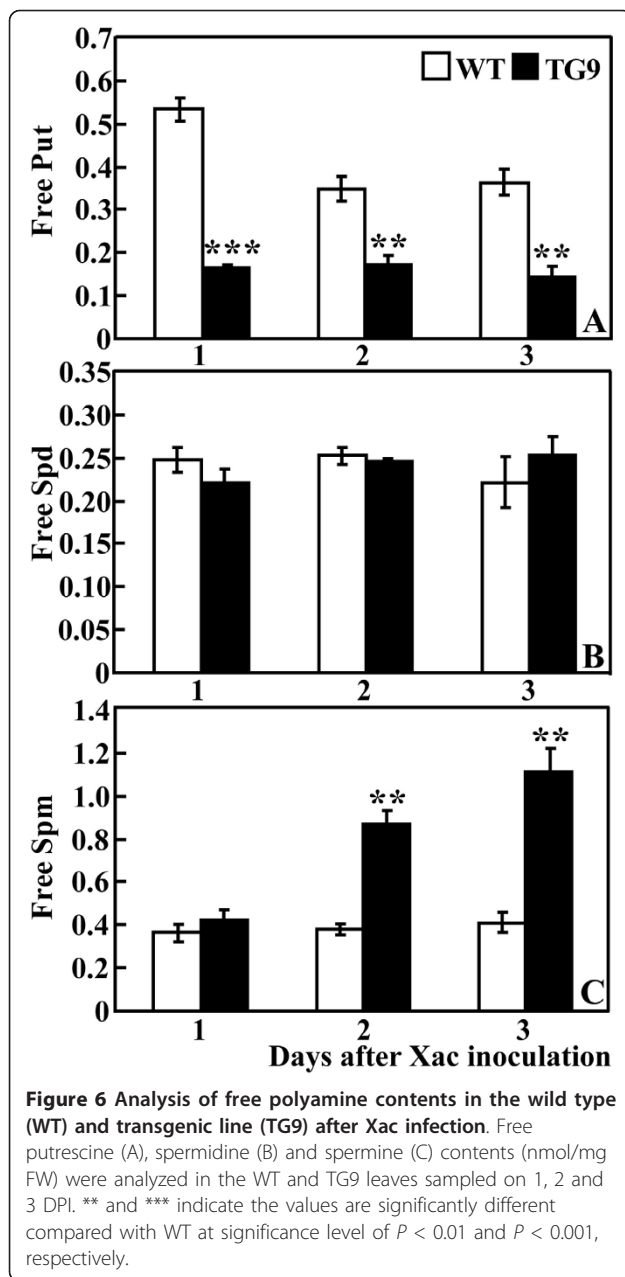 0.7
WT TG9
0.6
0.5
0.4
0.3
0.2
0.1
0
Free Put
***
**
**
A
1 2 3
0.35
0.30
0.25
0.20
0.15
0.10
0.05
0
Free Spd
B
1 2 3
1.4
1.2
1.0
0.8
0.6
0.4
0.2
0
Free Spm
**
**
C
1 2 3
Days after Xac inoculation
Figure 6 Analysis of free polyamine contents in the wild type
(WT) and transgenic line (TG9) after Xac infection. Free
putrescine (A), spermidine (B) and spermine (C) contents (nmol/mg
FW) were analyzed in the WT and TG9 leaves sampled on 1, 2 and
3 DPI. ** and *** indicate the values are significantly different
compared with WT at significance level of P < 0.01 and P < 0.001,
respectively.